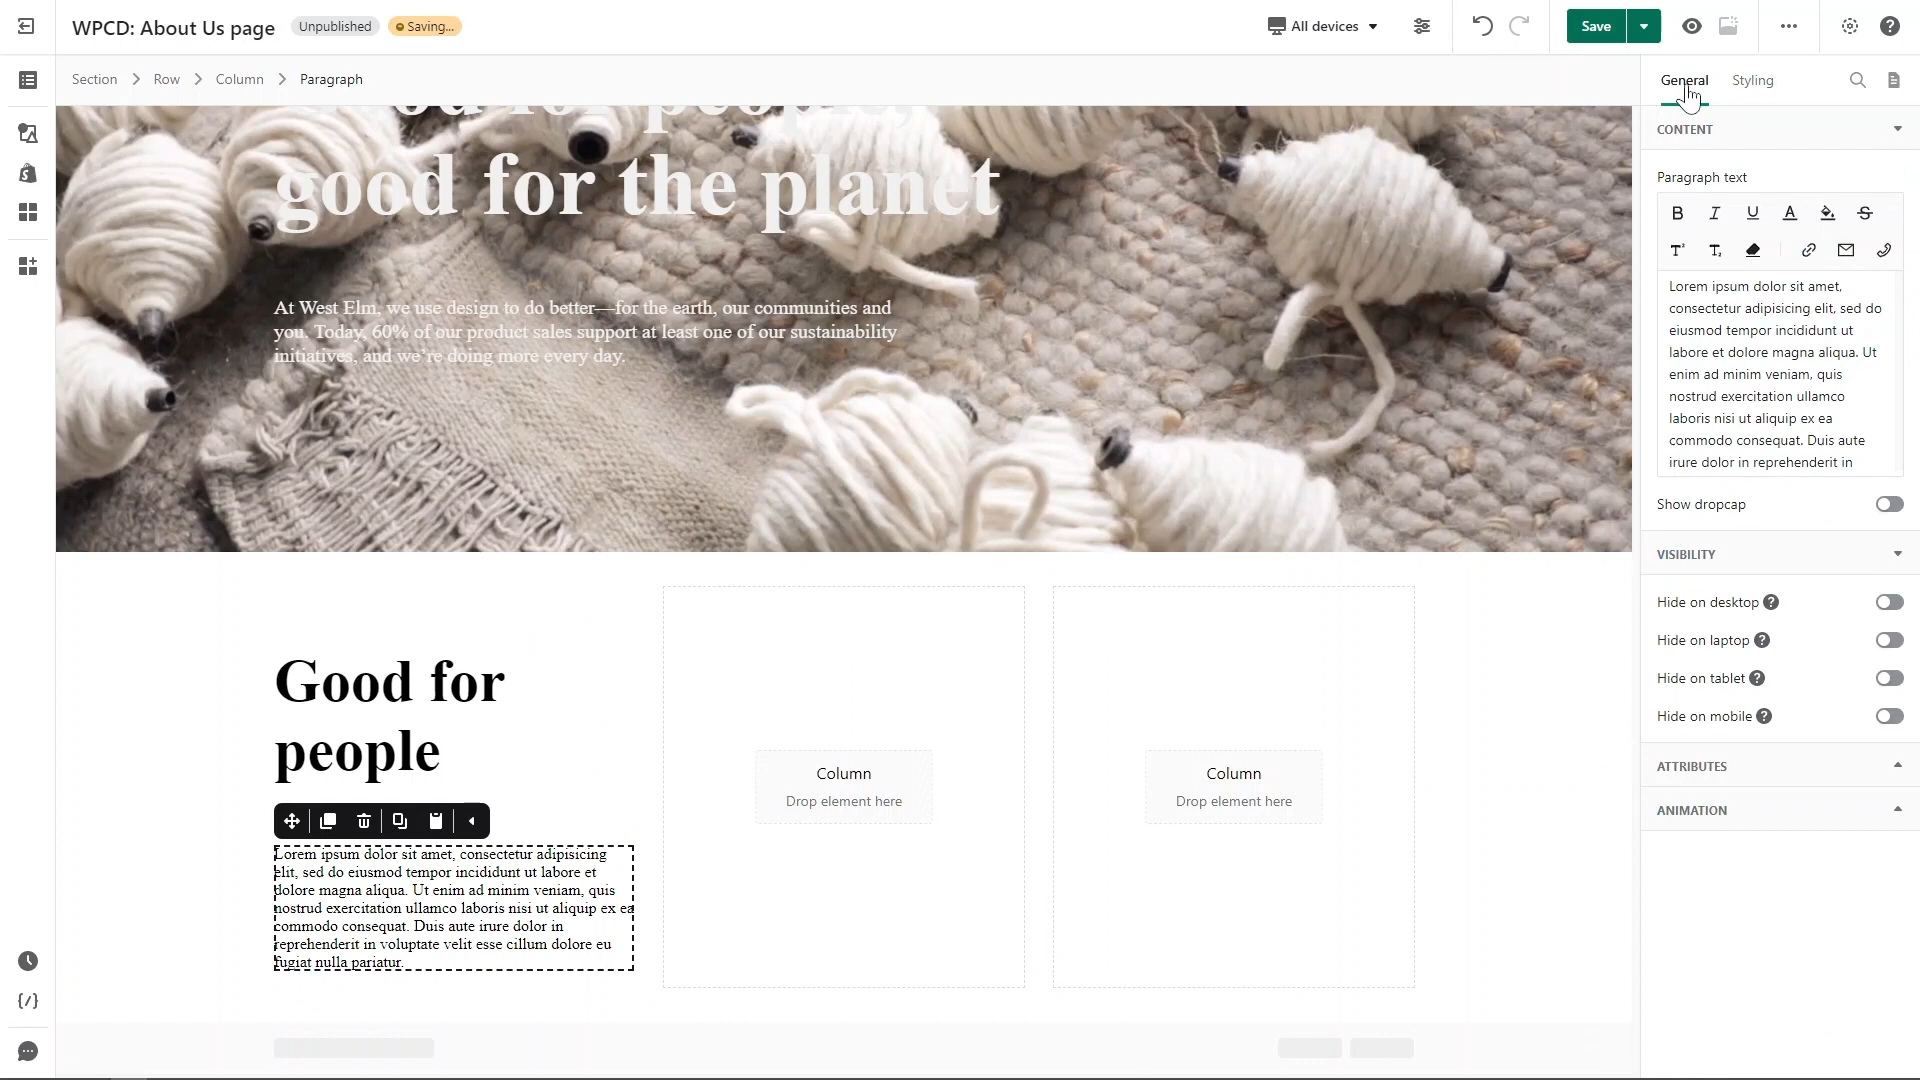 WPCD: About Us page
Unpublished
Saving...
All devices
Save
Section
Row
Column
Paragraph
General
Styling
good for people,
good for the planet
At West Elm, we use design to do better—for the earth, our communities and
you. Today, 60% of our product sales support at least one of our sustainability
initiatives, and we're doing more every day.
Good for
people
Lorem ipsum dolor sit amet, consectetur adipisicing
elit, sed do eiusmod tempor incididunt ut labore et
dolore magna aliqua. Ut enim ad minim veniam, quis
nostrud exercitation ullamco laboris nisi ut aliquip ex ea
commodo consequat. Duis aute irure dolor in
reprehenderit in voluptate velit esse cillum dolore eu
fugiat nulla pariatur.
Column
Drop element here
Column
Drop element here
CONTENT
Paragraph text
Lorem ipsum dolor sit amet,
consectetur adipisicing elit, sed do
eiusmod tempor incididunt ut
labore et dolore magna aliqua. Ut
enim ad minim veniam, quis
nostrud exercitation ullamco
laboris nisi ut aliquip ex ea
commodo consequat. Duis aute
irure dolor in reprehenderit in
Show dropcap
VISIBILITY
Hide on desktop
Hide on laptop
Hide on tablet
Hide on mobile
ATTRIBUTES
ANIMATION